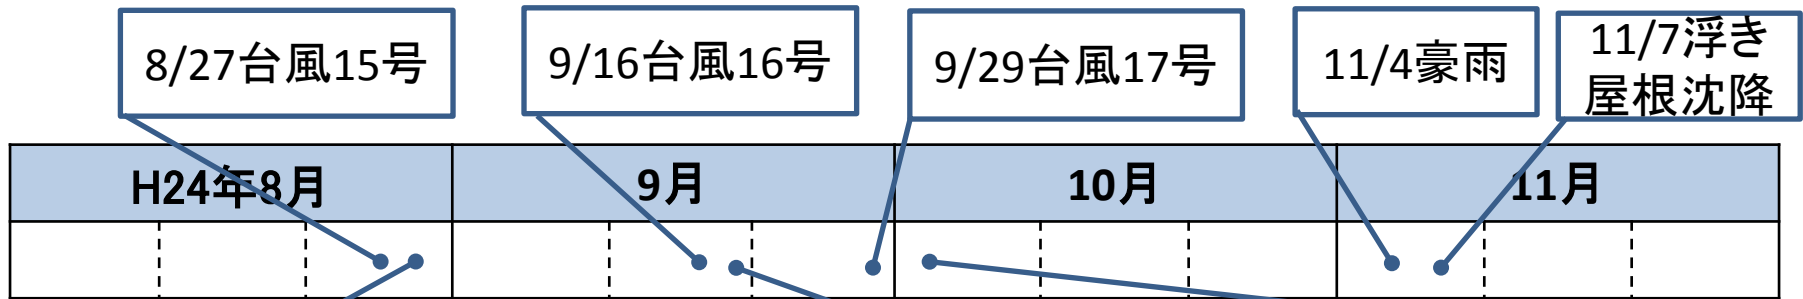 8/27台風15号
9/16台風16号
9/29台風17号
11/4豪雨
11/7浮き
屋根沈降
H24年8月
9月
10月
11月